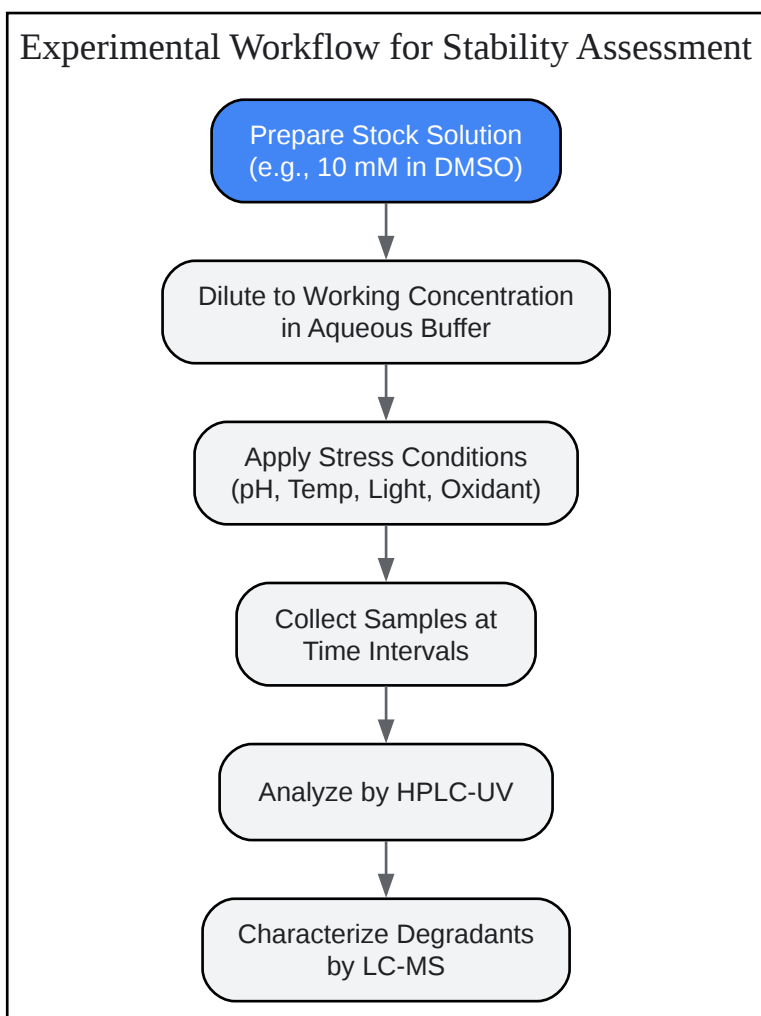 Experimental Workflow for Stability Assessment
Prepare Stock Solution
(e.g., 10 mM in DMSO)
Dilute to Working Concentration
in Aqueous Buffer
Apply Stress Conditions
(pH, Temp, Light, Oxidant)
Collect Samples at
Time Intervals
Analyze by HPLC-UV
Characterize Degradants
by LC-MS